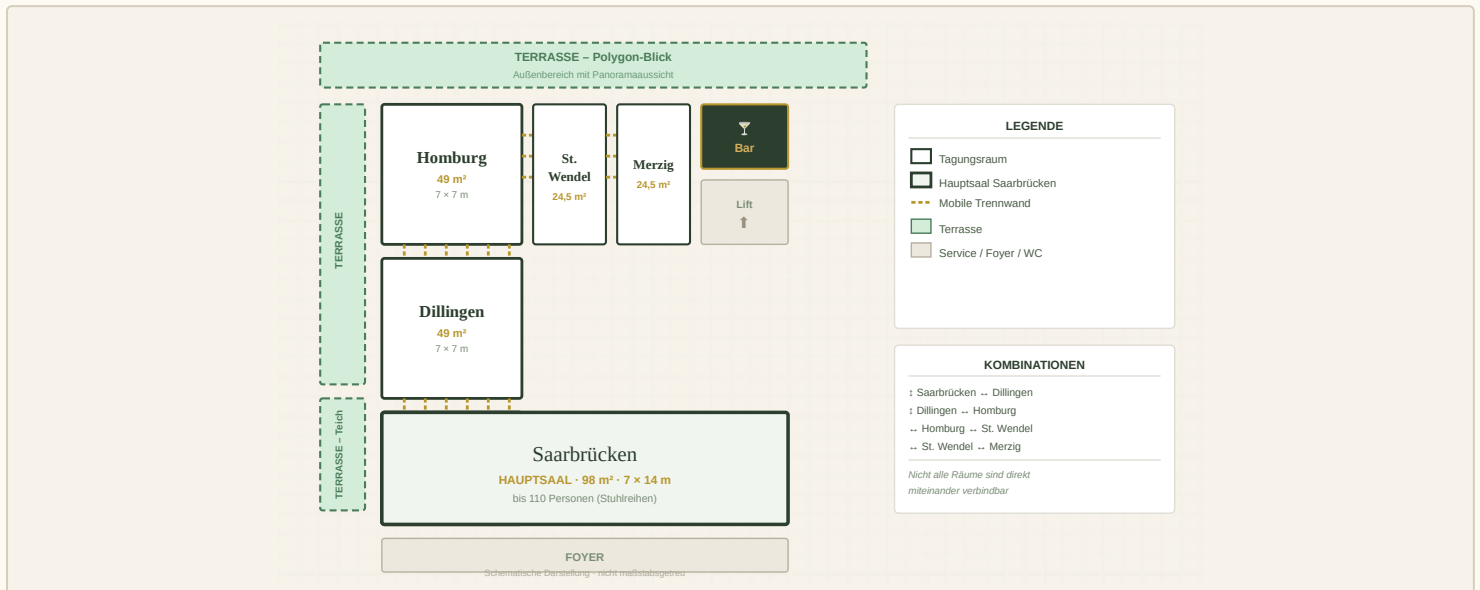 TERRASSE – Polygon-Blick
Außenbereich mit Panoramaaussicht
TERRASSE
Homburg
49 m²
7 × 7 m
St.
Wendel
24,5 m²
Merzig
24,5 m²
Bar
Lift
⬆
Dillingen
49 m²
7 × 7 m
TERRASSE – Teich
Saarbrücken
HAUPTSAAL · 98 m² · 7 × 14 m
bis 110 Personen (Stuhlreihen)
FOYER
Schematische Darstellung · nicht maßstabsgetreu
LEGENDE
Tagungsraum
Hauptsaal Saarbrücken
Mobile Trennwand
Terrasse
Service / Foyer / WC
KOMBINATIONEN
↕ Saarbrücken ↔ Dillingen
↕ Dillingen ↔ Homburg
↔ Homburg ↔ St. Wendel
↔ St. Wendel ↔ Merzig
Nicht alle Räume sind direkt
miteinander verbindbar